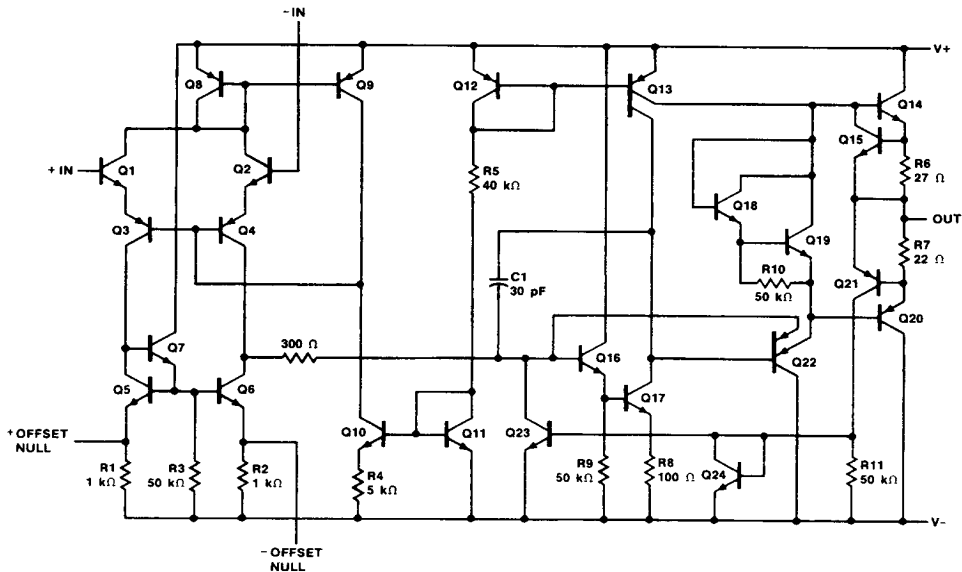 -IN
V+
Q8
Q9
Q12
Q13
Q14
Q15
+IN
Q1
Q2
R5
40 kΩ
R6
27 Ω
Q18
OUT
Q3
Q4
Q19
R7
22 Ω
C1
30 pF
R10
50 kΩ
Q21
Q20
Q7
300 Ω
Q16
Q22
Q5
Q6
Q17
+OFFSET
NULL
Q10
Q11
Q23
Q24
R1
1 kΩ
R3
50 kΩ
R2
1 kΩ
R4
5 kΩ
R9
50 kΩ
R8
100 Ω
R11
50 kΩ
V-
-OFFSET
NULL